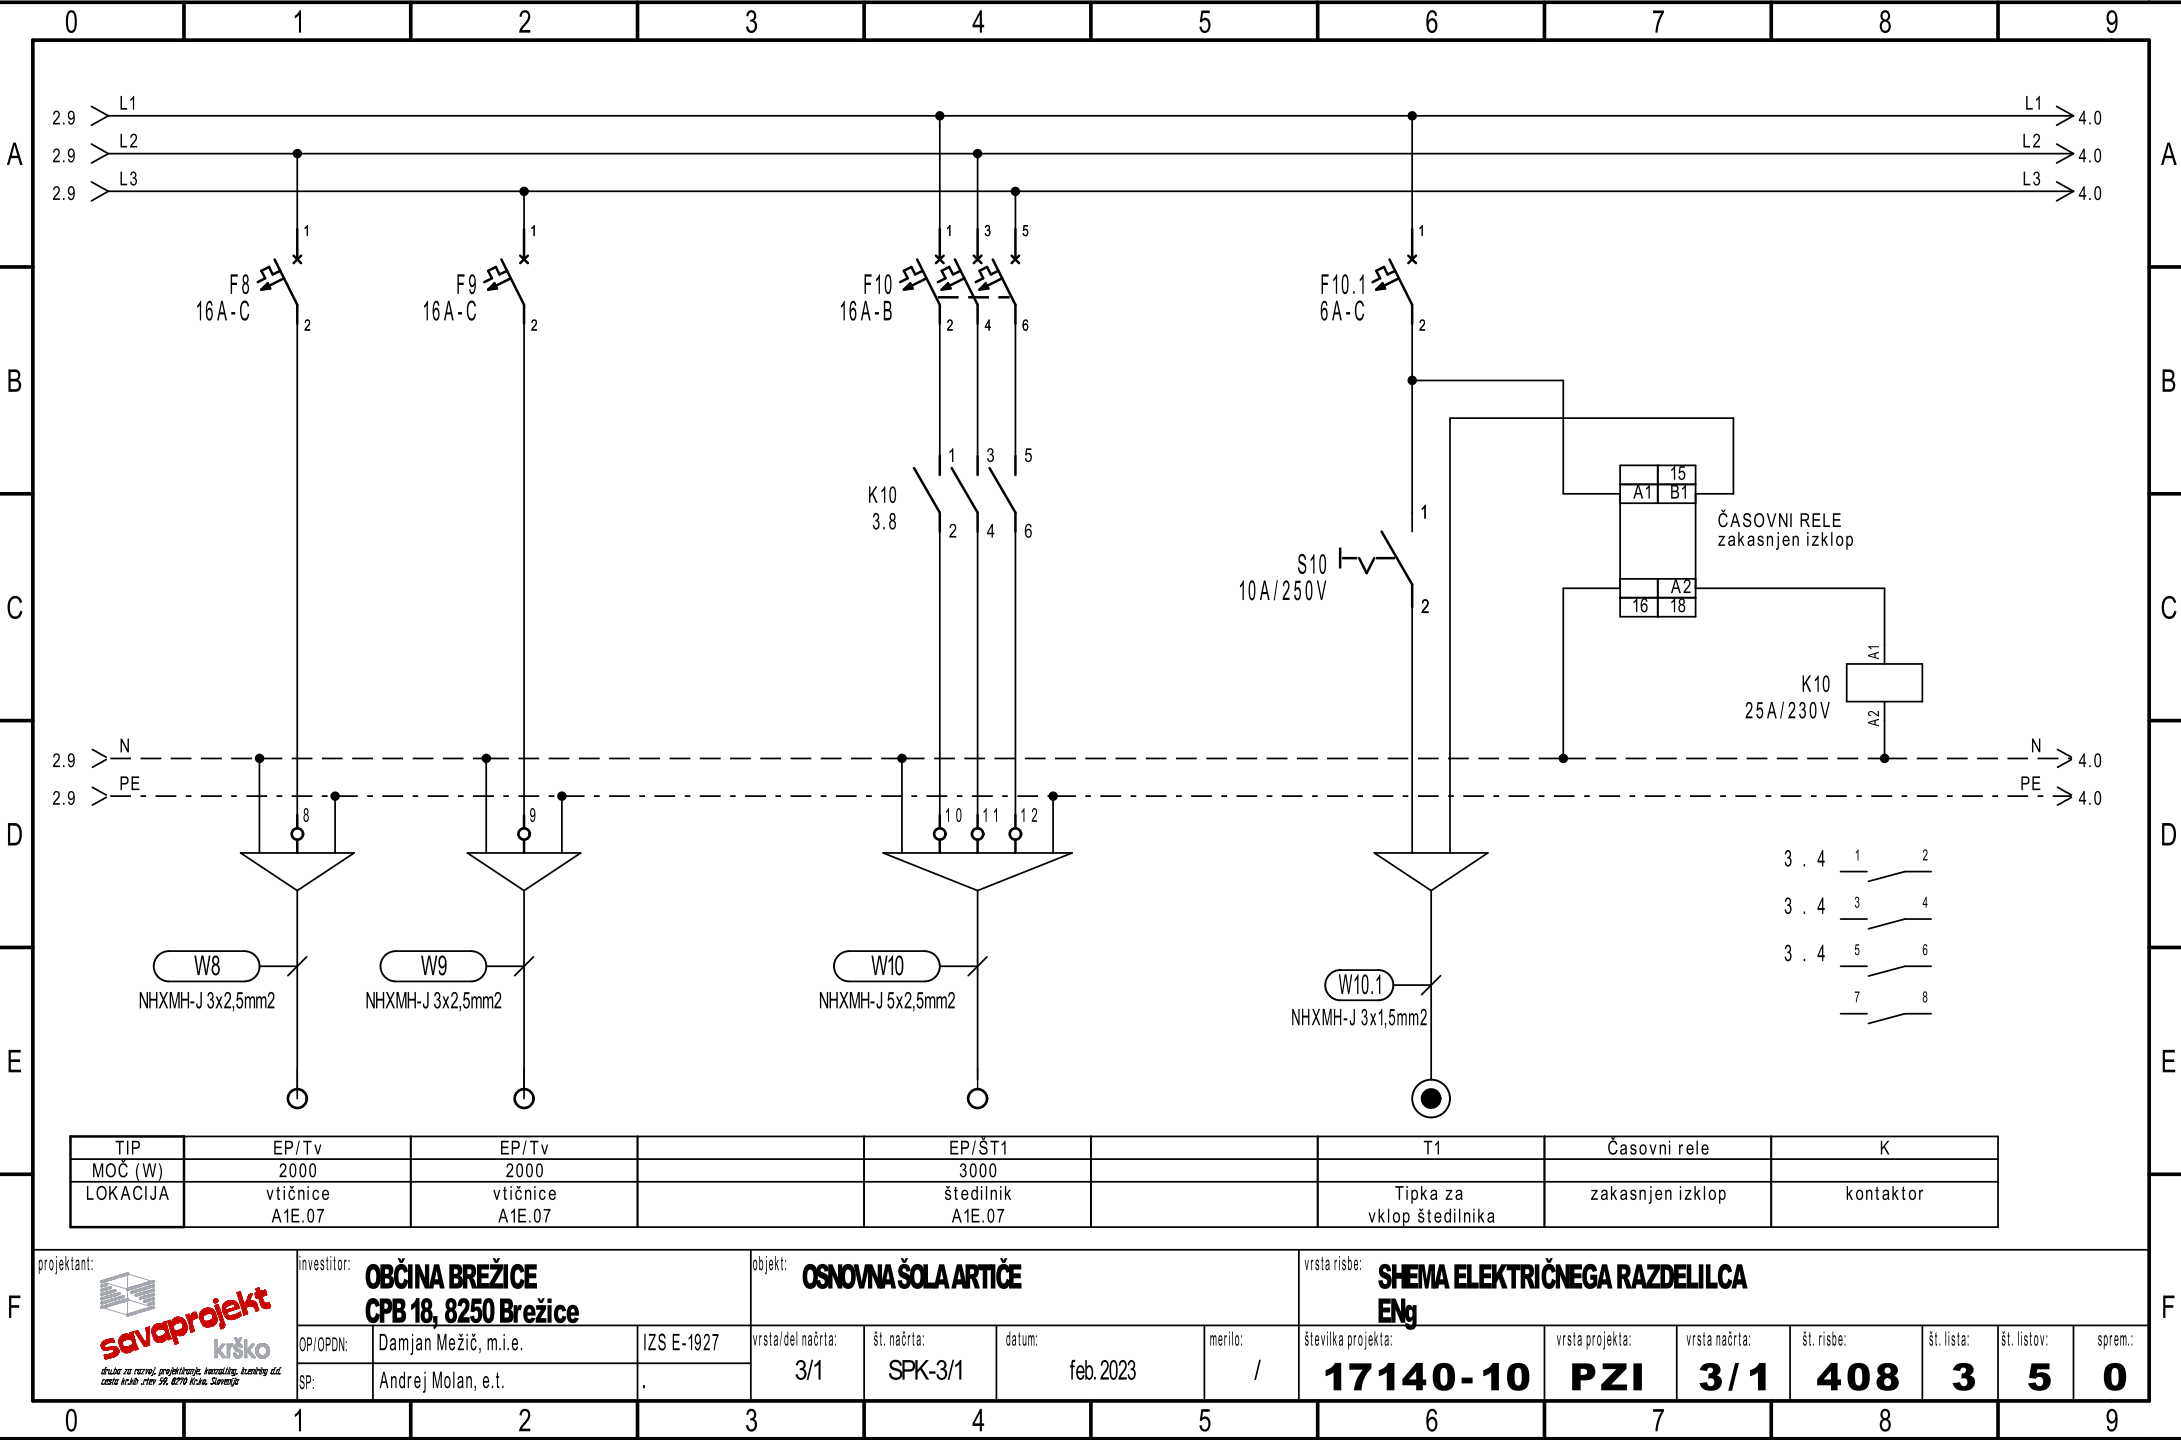 0 1 2 3 4 5 6 7 8 9
A A
B B
C C
D D
E E
F F
2.9 L1 L1 4.0
2.9 L2 L2 4.0
2.9 L3 L3 4.0
1 1 1 3 5 1
F8
16A-C
2
F9
16A-C
2
F10
16A-B
2 4 6
F10.1
6A-C
2
1 3 5
K10
3.8
2 4 6
15
A1 B1
ČASOVNI RELE
zakasnjen izklop
A2
16 18
1
S10
10A/250V
2
A1
K10
25A/230V
A2
2.9 N N 4.0
2.9 PE PE 4.0
8 9 10 11 12
3.4 1 2
3.4 3 4
3.4 5 6
7 8
W8
NHXMH-J 3x2,5mm2
W9
NHXMH-J 3x2,5mm2
W10
NHXMH-J 5x2,5mm2
W10.1
NHXMH-J 3x1,5mm2
TIP EP/Tv EP/Tv EP/ŠT1 T1 Časovni rele K
MOČ (W) 2000 2000 3000
LOKACIJA vtičnice vtičnice štedilnik Tipka za zakasnjen izklop kontaktor
A1E.07 A1E.07 A1E.07 vklop štedilnika
projektant:
savaprojekt
krško
investitor: OBČINA BREŽICE
CPB 18, 8250 Brežice
objekt: OSNOVNA ŠOLA ARTIČE
vrsta risbe: SHEMA ELEKTRIČNEGA RAZDELILCA
ENg
OP/OPDN: Damjan Mežič, m.i.e. IZS E-1927
SP: Andrej Molan, e.t. .
vrsta/del načrta: 3/1
št. načrta: SPK-3/1
datum: feb. 2023
merilo: /
številka projekta: 17140-10
vrsta projekta: PZI
vrsta načrta: 3/1
št. risbe: 408
št. lista: 3
št. listov: 5
sprem.: 0
0 1 2 3 4 5 6 7 8 9